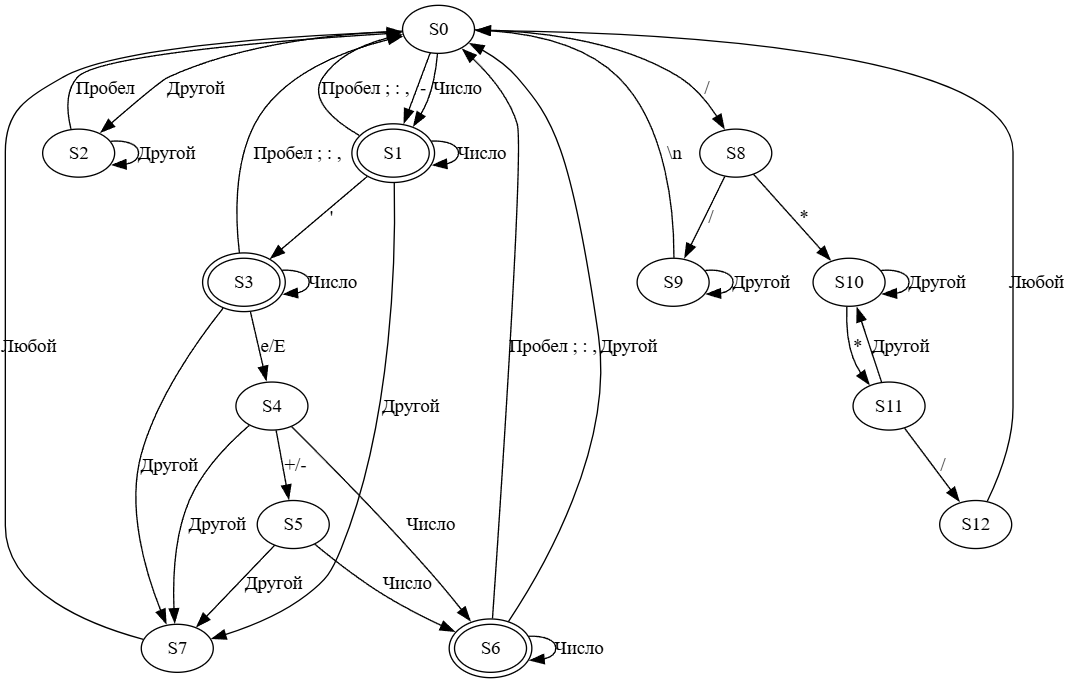 S0
Пробел
Другой
Пробел ; : ,
-
Число
/
S2
Другой
Пробел ; : ,
S1
Число
\n
S8
'
/
*
S3
Число
S9
Другой
S10
Другой
Любой
e/E
Пробел ; : ,
Другой
*
Другой
Любой
S4
Другой
S11
Другой
+/-
/
Другой
S5
Число
S12
Другой
Число
S7
S6
Число